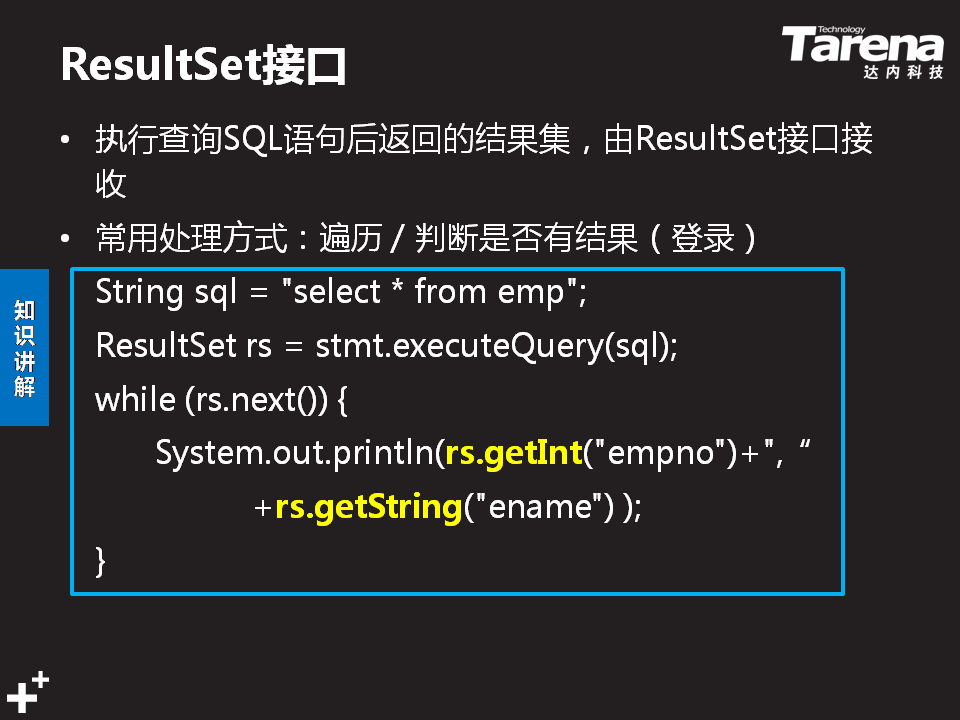 ResultSet接口
Technology
Tarena
达内科技
• 执行查询SQL语句后返回的结果集，由ResultSet接口接
收
• 常用处理方式：遍历 / 判断是否有结果（登录）
知识讲解
String sql = "select * from emp";
ResultSet rs = stmt.executeQuery(sql);
while (rs.next()) {
System.out.println(rs.getInt("empno")+",“
+rs.getString("ename") );
}